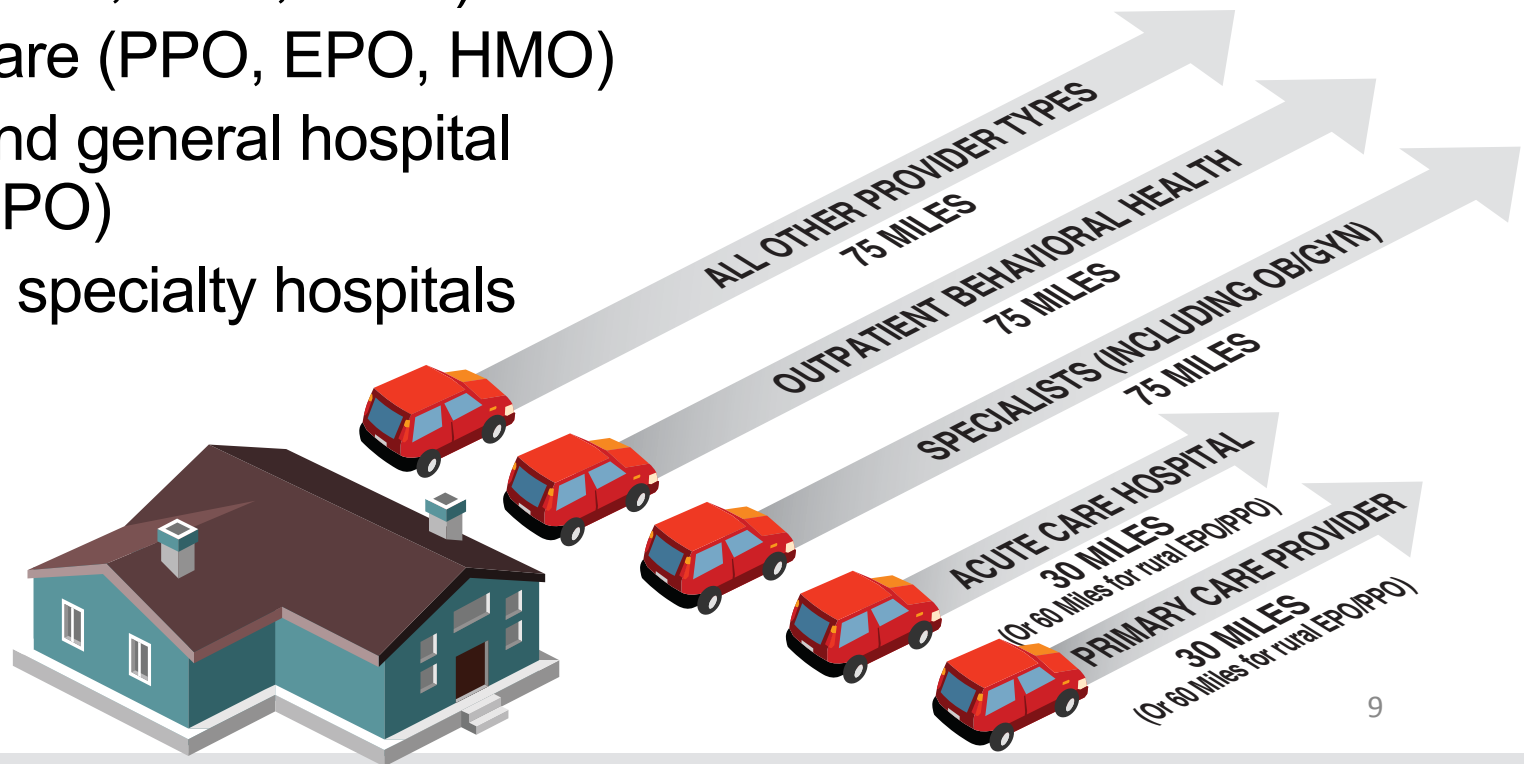 are (PPO, EPO, HMO)
nd general hospital
PO)
specialty hospitals
ALL OTHER PROVIDER TYPES
75 MILES
OUTPATIENT BEHAVIORAL HEALTH
75 MILES
SPECIALISTS (INCLUDING OB/GYN)
75 MILES
ACUTE CARE HOSPITAL
30 MILES
(Or 60 Miles for rural EPO/PPO)
PRIMARY CARE PROVIDER
30 MILES
(Or 60 Miles for rural EPO/PPO)
9